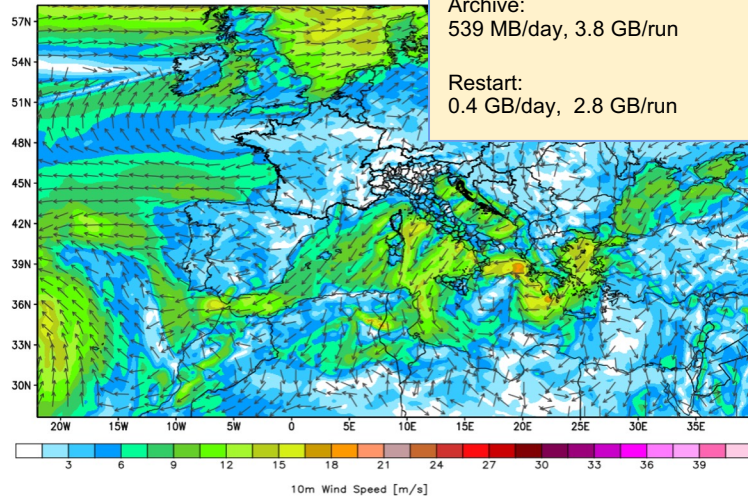 Archive:
539 MB/day, 3.8 GB/run
Restart:
0.4 GB/day, 2.8 GB/run
57N
54N
51N
48N
45N
42N
39N
36N
33N
30N
20W 15W 10W 5W 0 5E 10E 15E 20E 25E 30E 35E
3 6 9 12 15 18 21 24 27 30 33 36 39
10m Wind Speed [m/s]